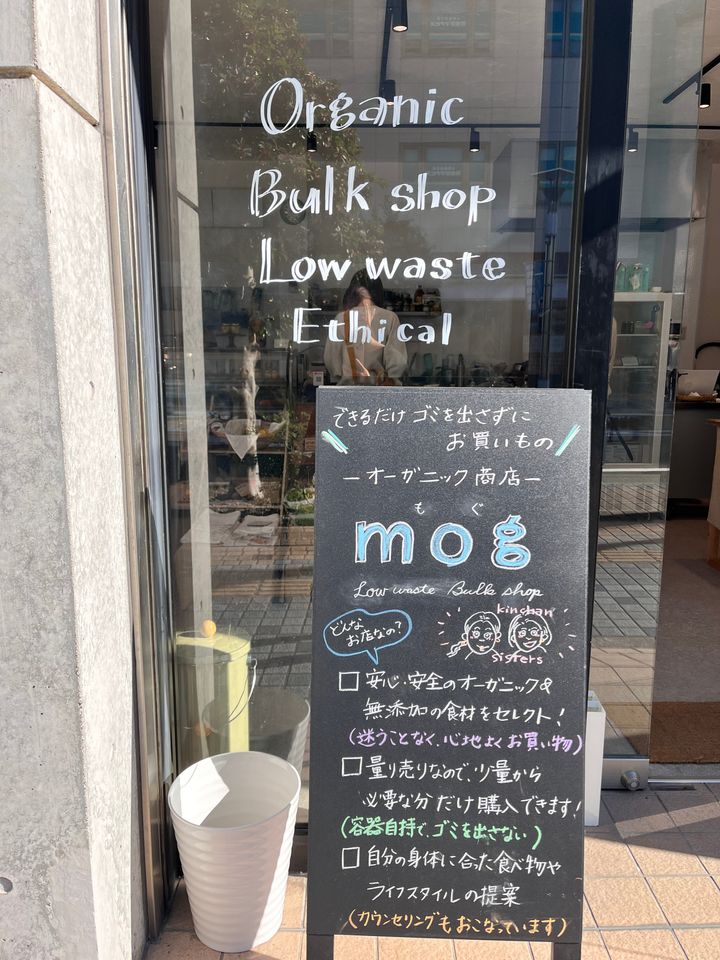 Organic
Bulk shop
Low waste
Ethical
できるだけ ゴミを出さずに
お買いもの
ーオーガニック商店ー
もぐ
mog
Low waste Bulk shop
どんな
お店なの?
kinchan
sisters
□ 安心・安全のオーガニック&
無添加の食材をセレクト!
(迷うことなく、心地よくお買い物)
□ 量り売りなので、少量から
必要な分だけ購入できます!
(容器自持で、ゴミを出さない)
□ 自分の身体に合った食べ物や
ライフスタイルの提案
(カウンセリングもおこなっています)